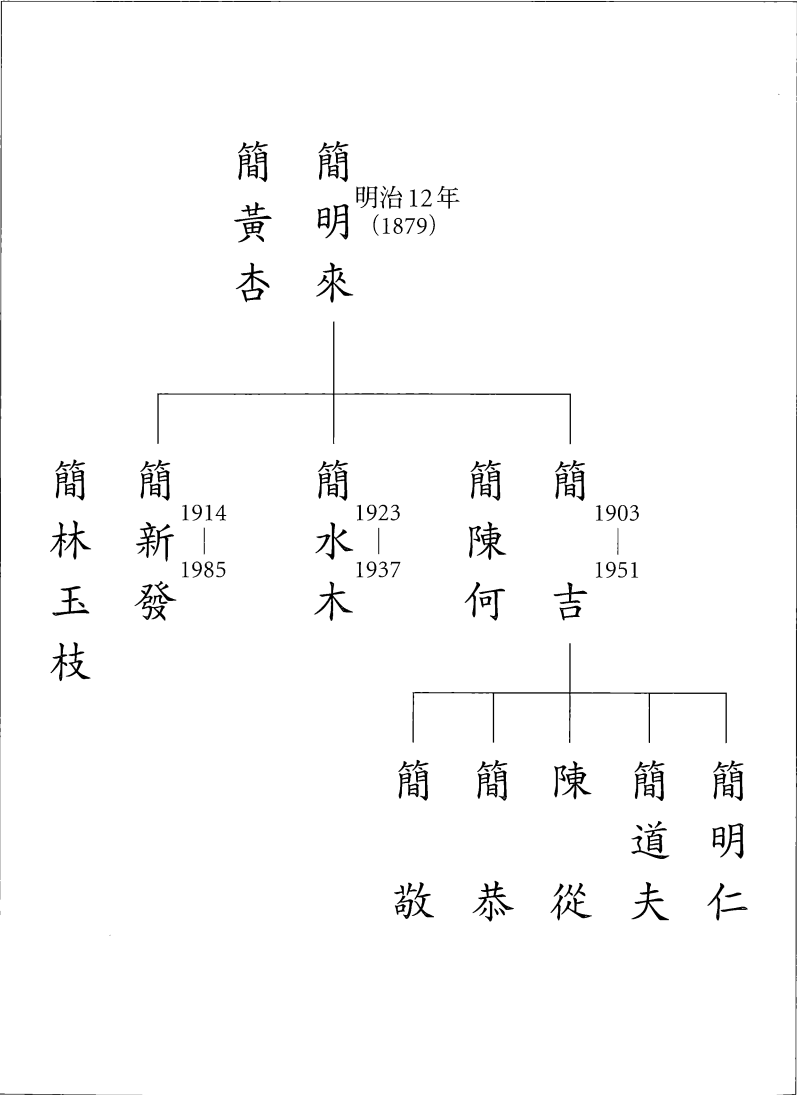 簡明來
明治12年
（1879）
簡黃杏
簡吉
1903
｜
1951
簡陳何
簡水木
1923
｜
1937
簡新發
1914
｜
1985
簡林玉枝
簡明仁
簡道夫
陳從
簡恭
簡敬